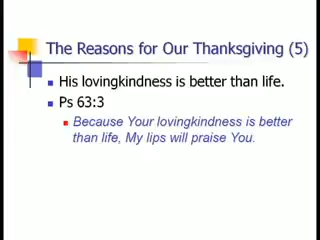 The Reasons for Our Thanksgiving (5)
His lovingkindness is better than life.
Ps 63:3
Because Your lovingkindness is better
than life, My lips will praise You.